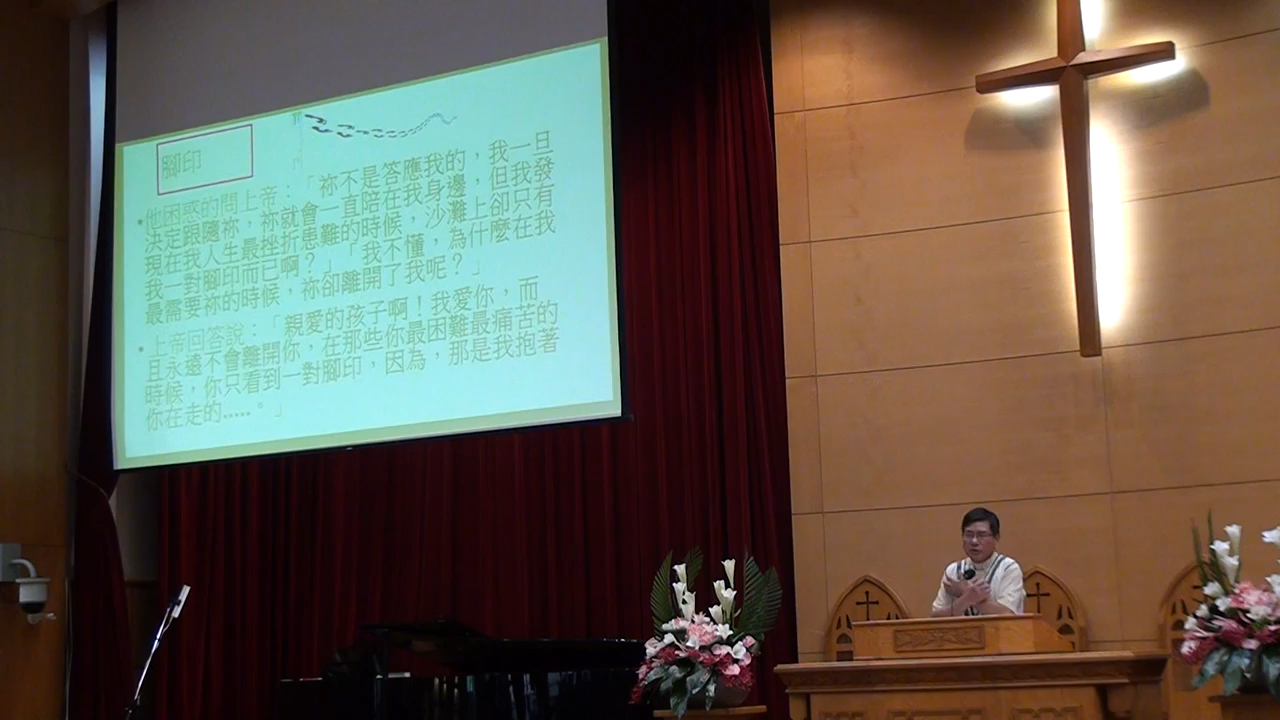 腳印
•他困惑的問上帝：「祢不是答應我的，我一旦
決定跟隨祢，祢就會一直陪在我身邊，但我發
現在我人生最挫折患難的時候，沙灘上卻只有
我一對腳印而已啊？」「我不懂，為什麼在我
最需要祢的時候，祢卻離開了我呢？」
•上帝回答說：「親愛的孩子啊！我愛你，而
且永遠不會離開你，在那些你最困難最痛苦的
時候，你只看到一對腳印，因為，那是我抱著
你在走的.....。」